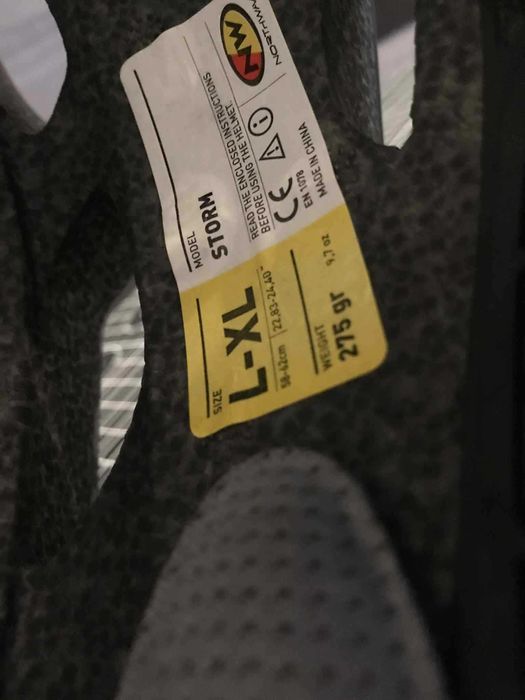 NW
NORTHWAV
MODEL
STORM
READ THE ENCLOSED INSTRUCTIONS
BEFORE USING THE HELMET.
CE
EN 1078
MADE IN CHINA
SIZE
L-XL
58-62cm 22,83-24,40"
WEIGHT
275 gr 9,7 oz